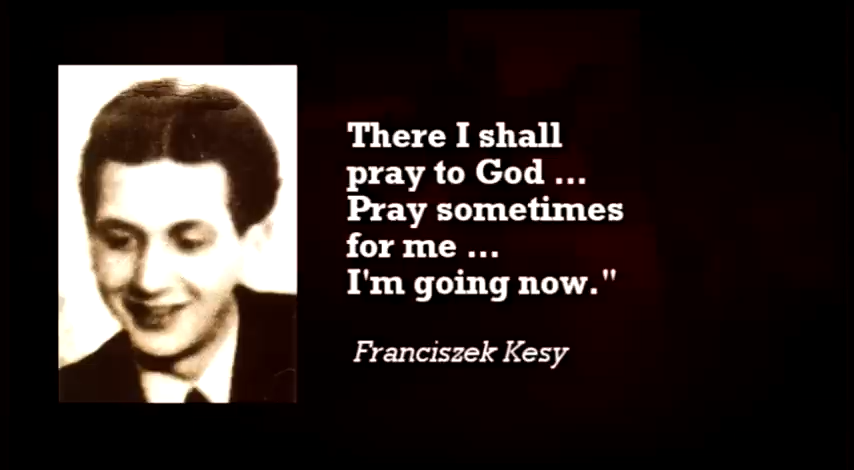 There I shall
pray to God ...
Pray sometimes
for me ...
I'm going now."
Franciszek Kesy